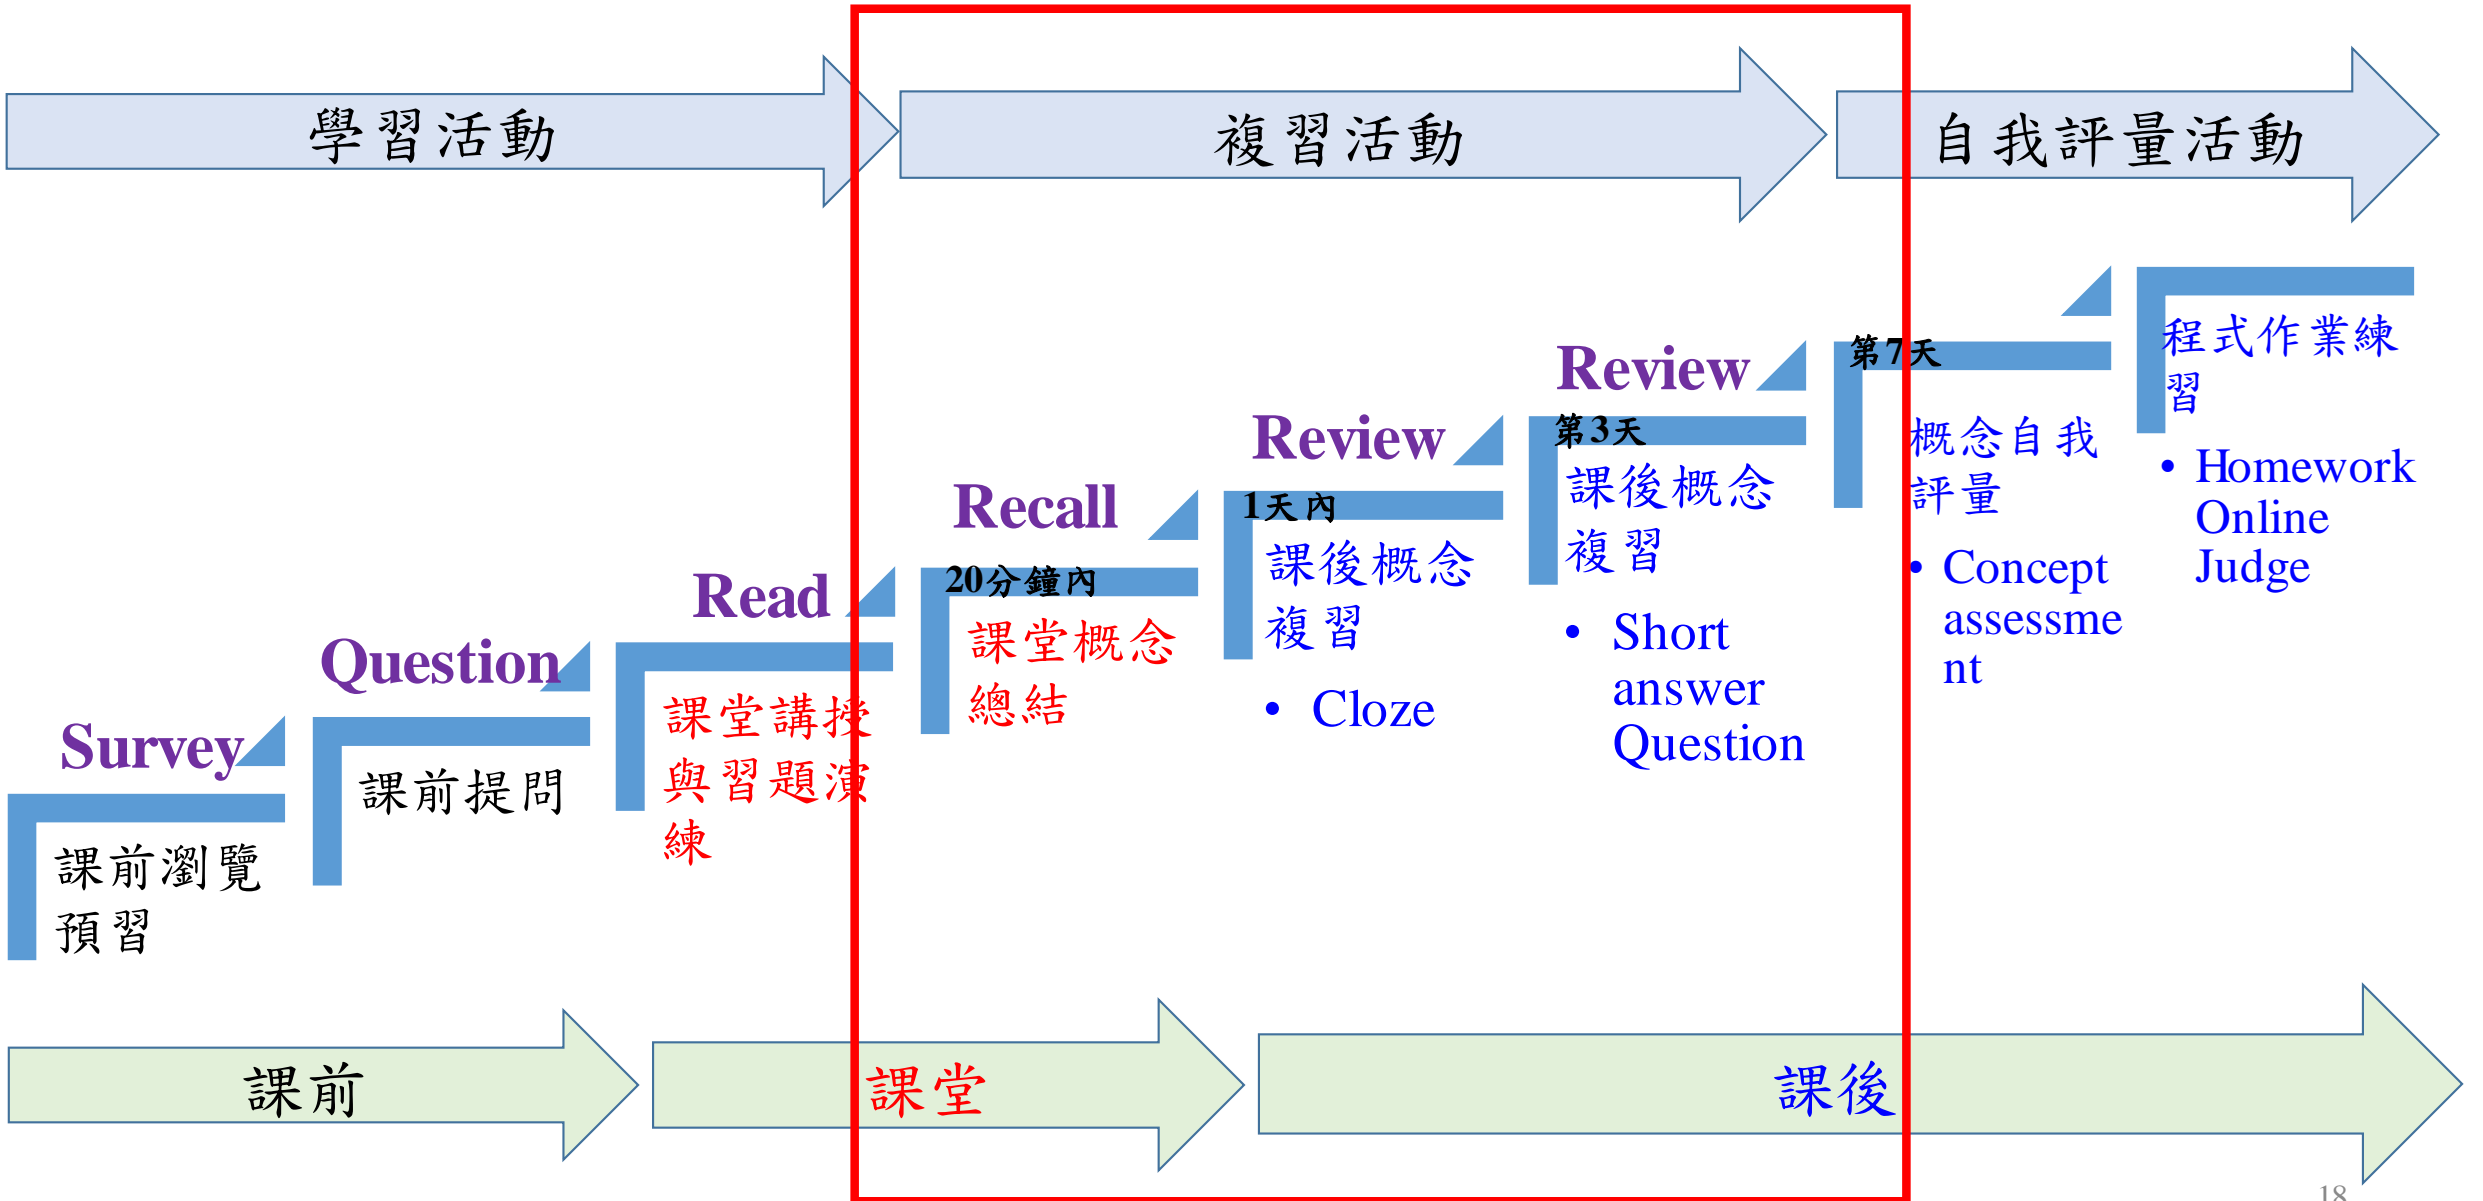 學習活動
複習活動
自我評量活動
Survey
課前瀏覽
預習
Question
課前提問
Read
課堂講授
與習題演
練
Recall
20分鐘內
課堂概念
總結
Review
1天內
課後概念
複習
• Cloze
Review
第3天
課後概念
複習
• Short
answer
Question
第7天
概念自我
評量
• Concept
assessme
nt
程式作業練
習
• Homework
Online
Judge
課前
課堂
課後
18